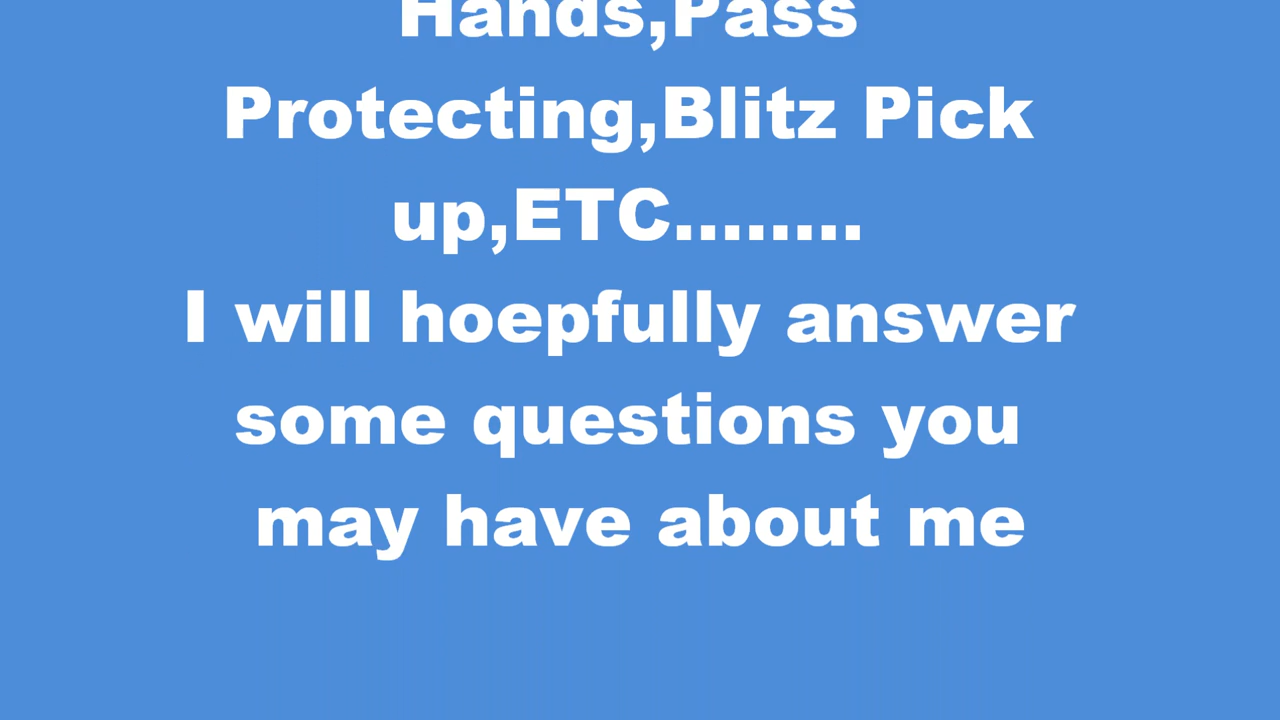 Hands,Pass
Protecting,Blitz Pick
up,ETC........
I will hoepfully answer
some questions you
may have about me